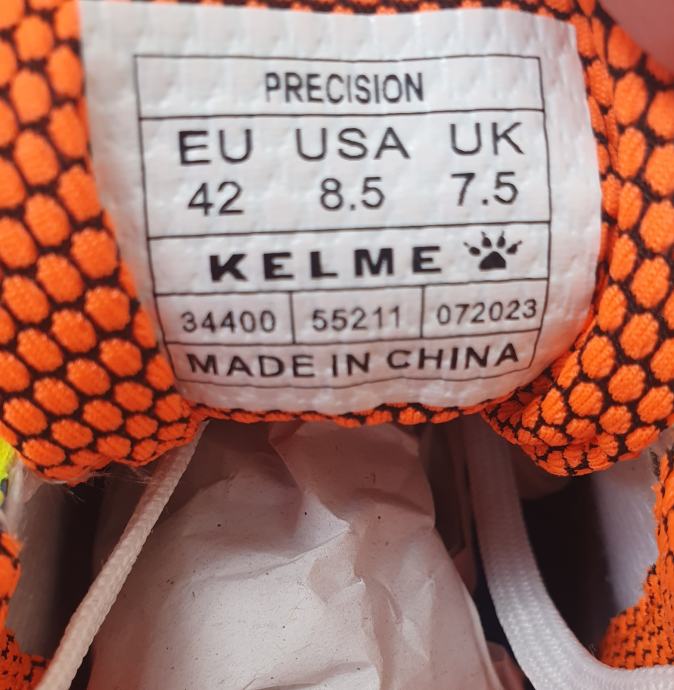 PRECISION
EU USA UK
42 8.5 7.5
KELME
34400 55211 072023
MADE IN CHINA